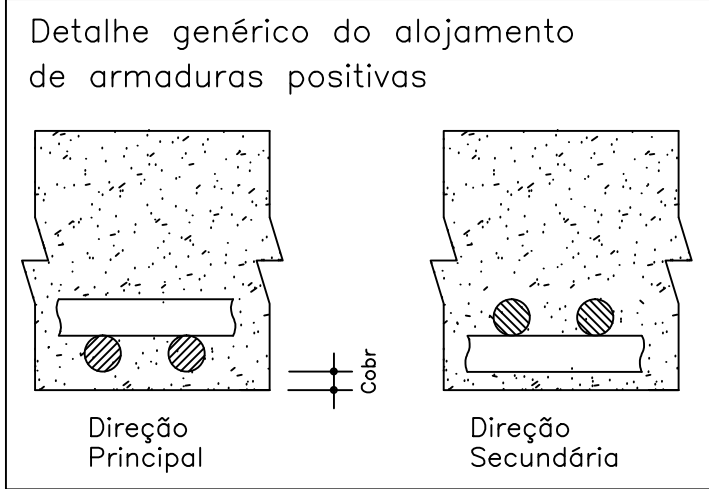 Detalhe genérico do alojamento
de armaduras positivas
Cobr
Direção
Principal
Direção
Secundária